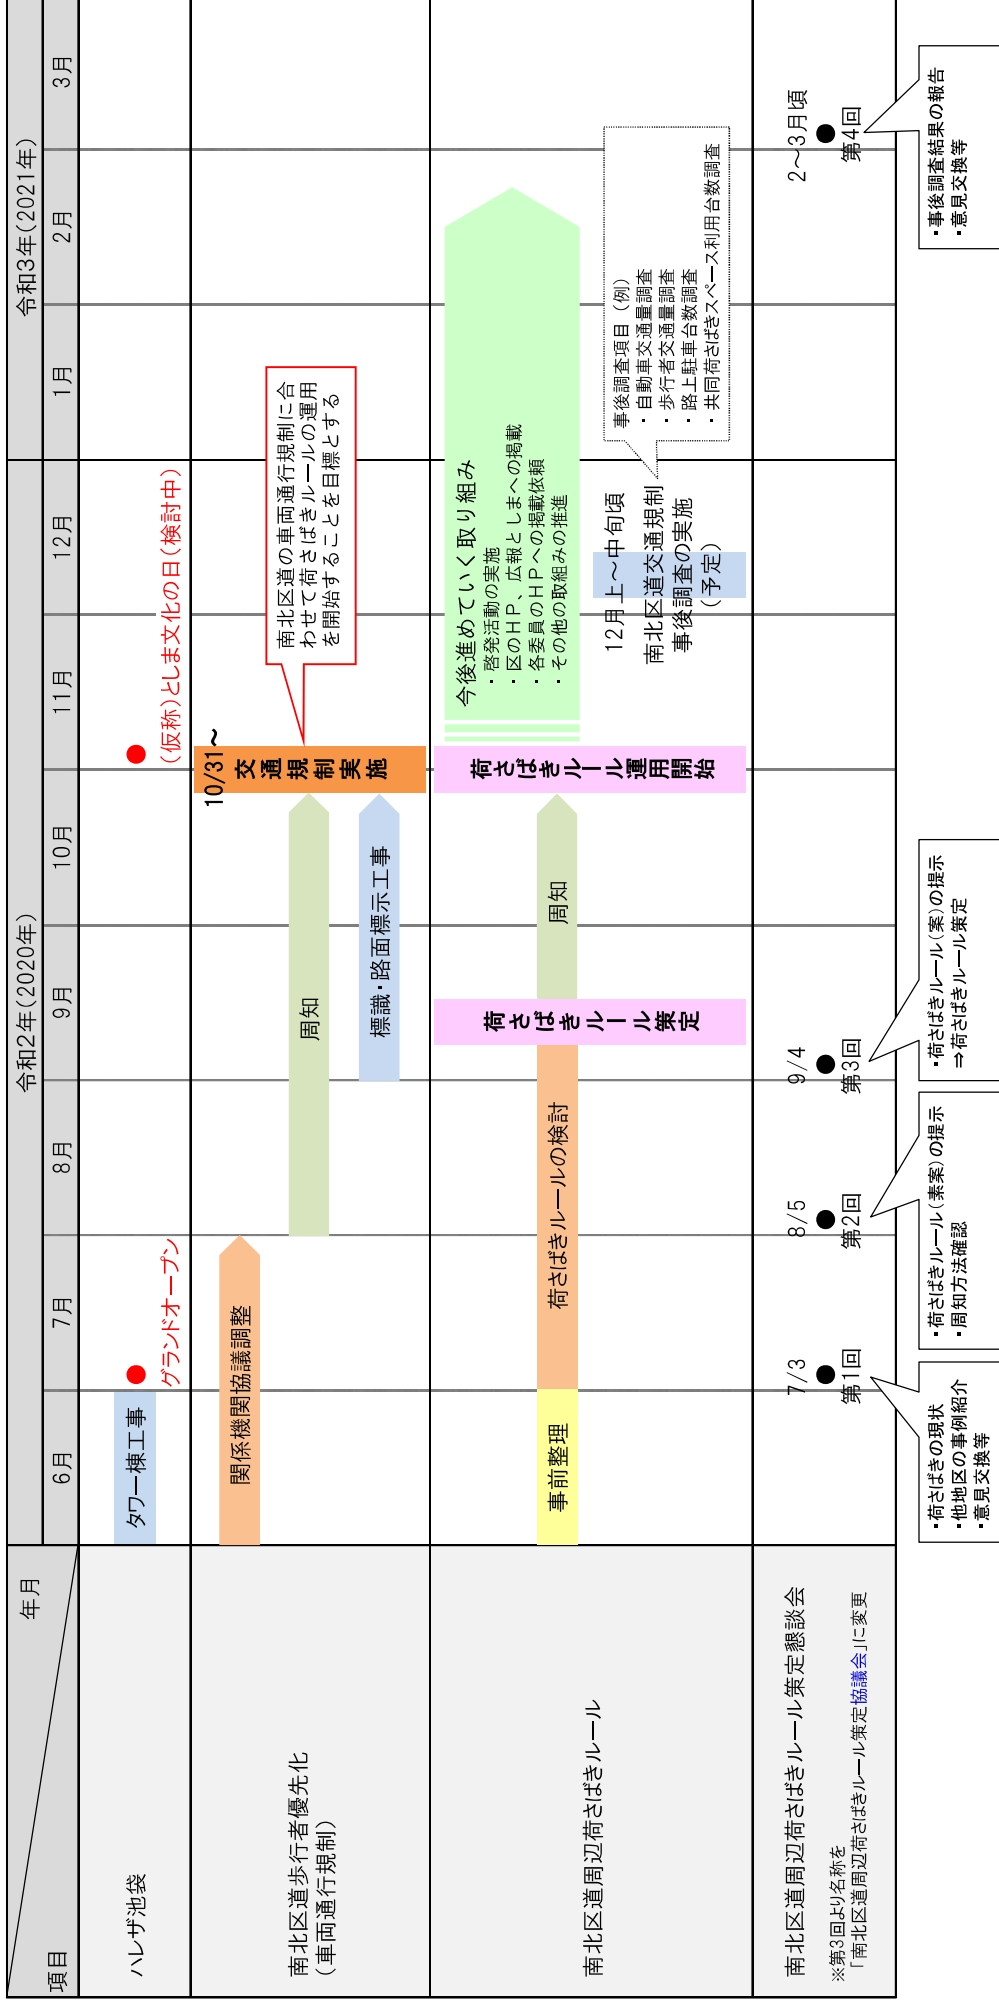 年月
項目
令和2年(2020年)
令和3年(2021年)
6月
7月
8月
9月
10月
11月
12月
1月
2月
3月
ハレザ池袋
タワー棟工事
グランドオープン
(仮称)としま文化の日(検討中)
南北区道歩行者優先化
(車両通行規制)
関係機関協議調整
周知
標識・路面標示工事
10/31~
交通規制実施
南北区道の車両通行規制に合
わせて荷さばきルールの運用
を開始することを目標とする
南北区道周辺荷さばきルール
事前整理
荷さばきルールの検討
荷さばきルール策定
周知
荷さばきルール運用開始
今後進めていく取り組み
・啓発活動の実施
・区のHP、広報としまへの掲載
・各委員のHPへの掲載依頼
・その他の取組みの推進
12月上~中旬頃
南北区道交通規制
事後調査の実施
(予定)
事後調査項目(例)
・自動車交通量調査
・歩行者交通量調査
・路上駐車台数調査
・共同荷さばきスペース利用台数調査
南北区道周辺荷さばきルール策定懇談会
※第3回より名称を
「南北区道周辺荷さばきルール策定協議会」に変更
7/3
第1回
8/5
第2回
9/4
第3回
2~3月頃
第4回
・荷さばきの現状
・他地区の事例紹介
・意見交換等
・荷さばきルール(素案)の提示
・周知方法確認
・荷さばきルール(案)の提示
⇒荷さばきルール策定
・事後調査結果の報告
・意見交換等